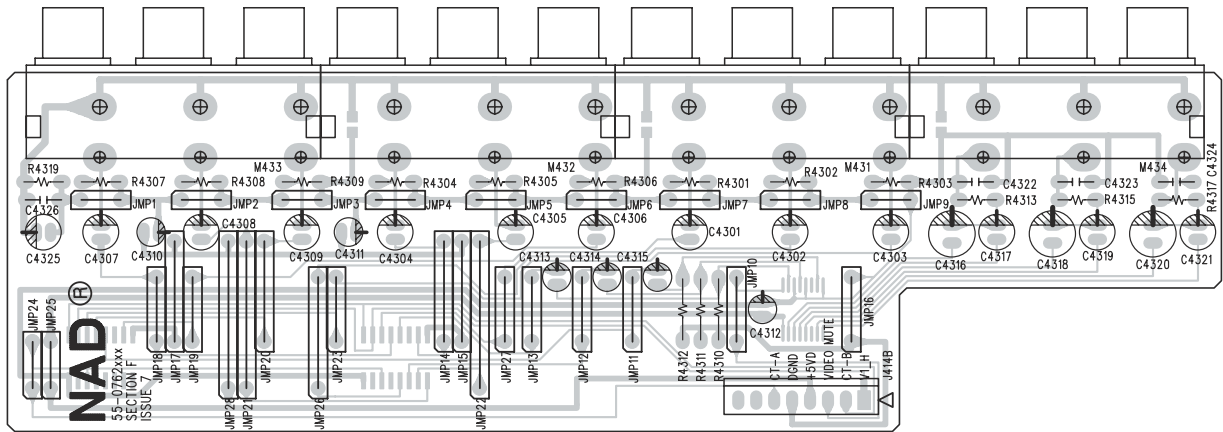 R4319
R4307
M433
R4308
R4309
R4304
M432
R4305
R4306
R4301
R4302
M431
R4303
C4322
R4313
C4323
R4315
M434
R4317
C4324
C4326
JMP1
JMP2
JMP3
JMP4
JMP5
JMP6
JMP7
JMP8
JMP9
C4325
C4307
C4310
C4308
C4309
C4311
C4304
C4305
C4306
C4301
C4302
C4303
C4316
C4317
C4318
C4319
C4320
C4321
C4313
C4314
C4315
JMP10
C4312
JMP16
JMP24
JMP25
NAD®
55-0762xxx
SECTION F
ISSUE 7
JMP18
JMP17
JMP19
JMP28
JMP21
JMP20
JMP26
JMP23
JMP14
JMP15
JMP22
JMP27
JMP13
JMP12
JMP11
R4312
R4311
R4310
CT-A
DGND
+5VD
VIDEO MUTE
CT-B
V1_H
J414B